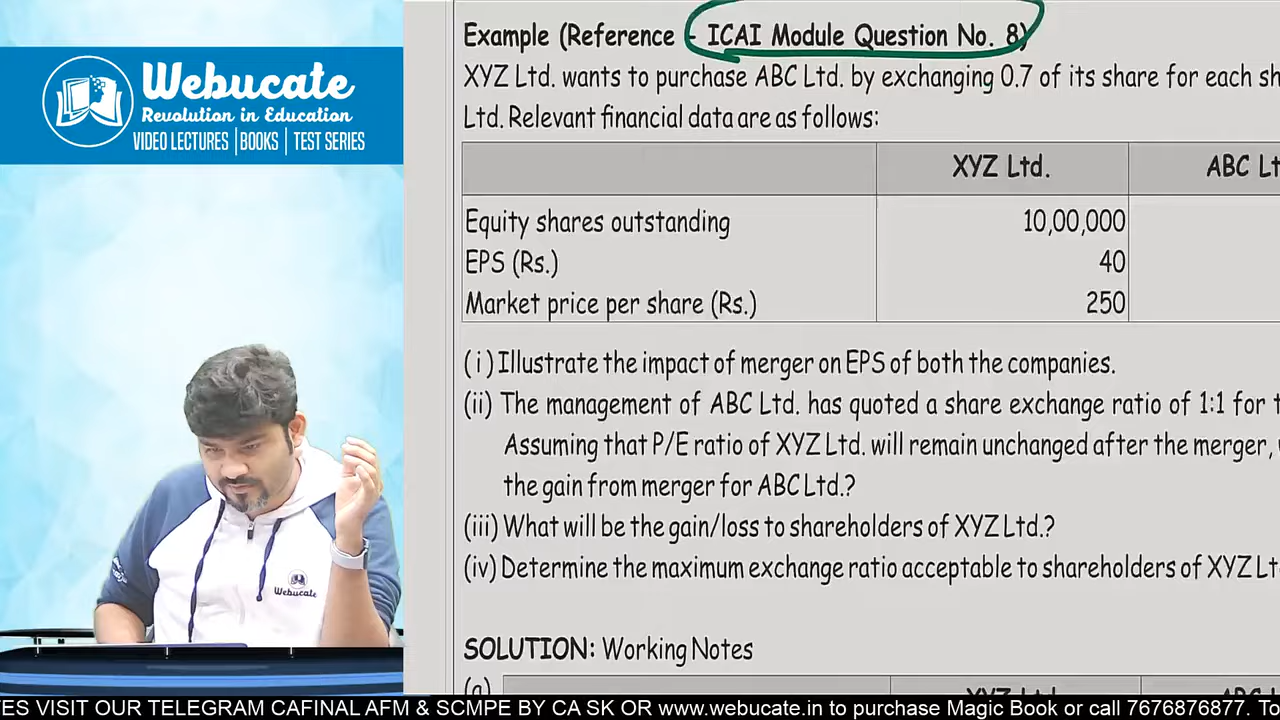 Webucate
Revolution in Education
VIDEO LECTURES | BOOKS | TEST SERIES
Example (Reference - ICAI Module Question No. 8)
XYZ Ltd. wants to purchase ABC Ltd. by exchanging 0.7 of its share for each sh
Ltd. Relevant financial data are as follows:
XYZ Ltd. ABC Lt
Equity shares outstanding 10,00,000
EPS (Rs.) 40
Market price per share (Rs.) 250
(i) Illustrate the impact of merger on EPS of both the companies.
(ii) The management of ABC Ltd. has quoted a share exchange ratio of 1:1 for t
Assuming that P/E ratio of XYZ Ltd. will remain unchanged after the merger,
the gain from merger for ABC Ltd.?
(iii) What will be the gain/loss to shareholders of XYZ Ltd.?
(iv) Determine the maximum exchange ratio acceptable to shareholders of XYZ Lt
SOLUTION: Working Notes
Webucate
TES VISIT OUR TELEGRAM CAFINAL AFM & SCMPE BY CA SK OR www.webucate.in to purchase Magic Book or call 7676876877. To